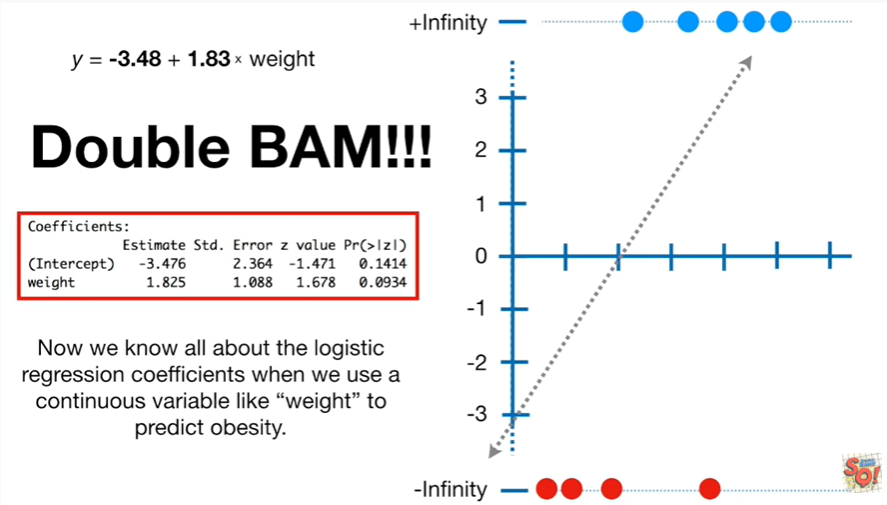 +Infinity
y = -3.48 + 1.83 x weight
Double BAM!!!
Coefficients:
Estimate Std. Error z value Pr(>|z|)
(Intercept) -3.476 2.364 -1.471 0.1414
weight 1.825 1.088 1.678 0.0934
Now we know all about the logistic
regression coefficients when we use a
continuous variable like “weight” to
predict obesity.
3
2
1
0
-1
-2
-3
-Infinity
SQ!